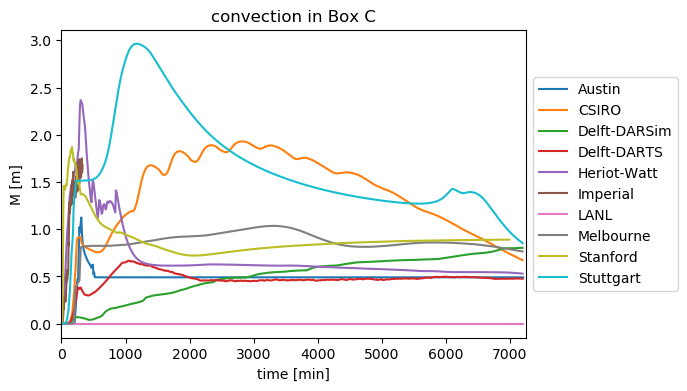 convection in Box C
M [m]
3.0
2.5
2.0
1.5
1.0
0.5
0.0
0 1000 2000 3000 4000 5000 6000 7000
time [min]
Austin
CSIRO
Delft-DARSim
Delft-DARTS
Heriot-Watt
Imperial
LANL
Melbourne
Stanford
Stuttgart